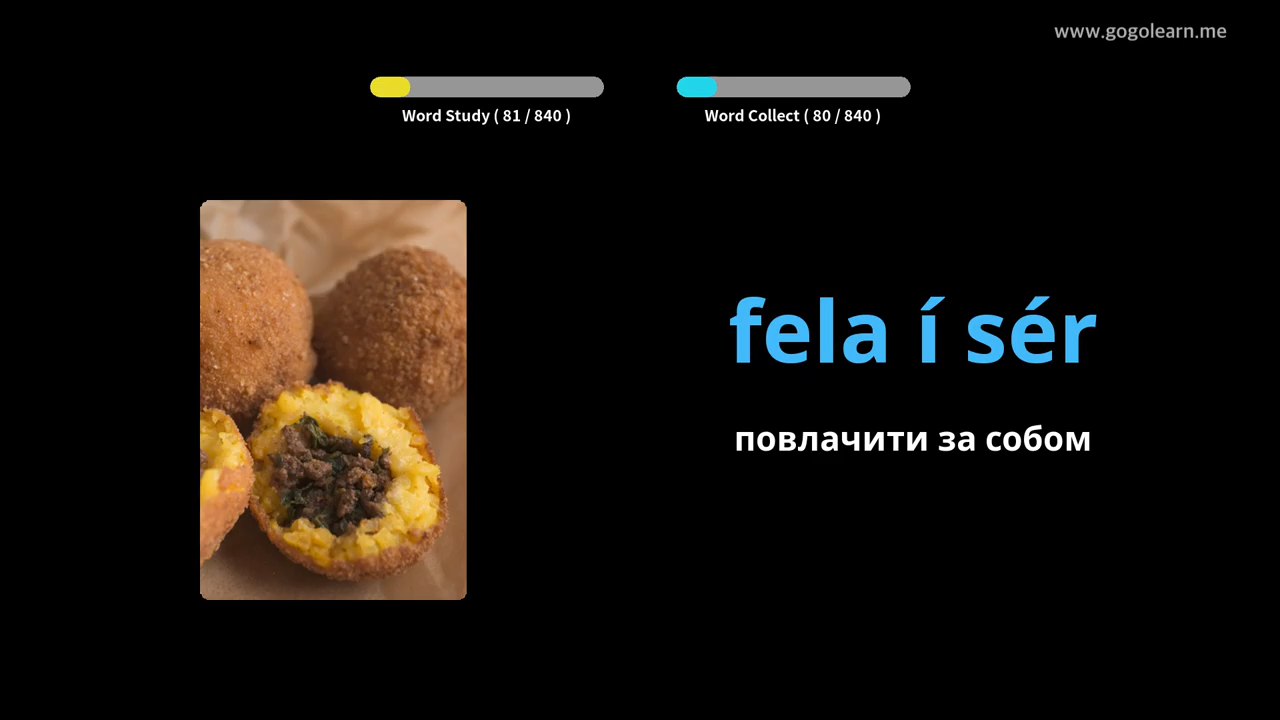 www.gogolearn.me
Word Study ( 81 / 840 )
Word Collect ( 80 / 840 )
fela í sér
повлачити за собом